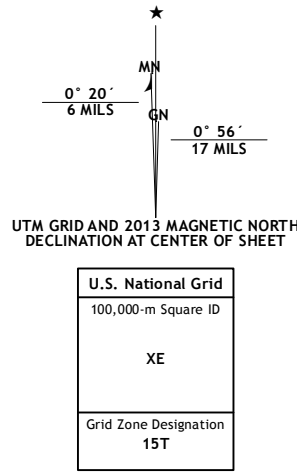 ★
MN
0° 20´
6 MILS
GN
0° 56´
17 MILS
UTM GRID AND 2013 MAGNETIC NORTH
DECLINATION AT CENTER OF SHEET
U.S. National Grid
100,000-m Square ID
XE
Grid Zone Designation
15T